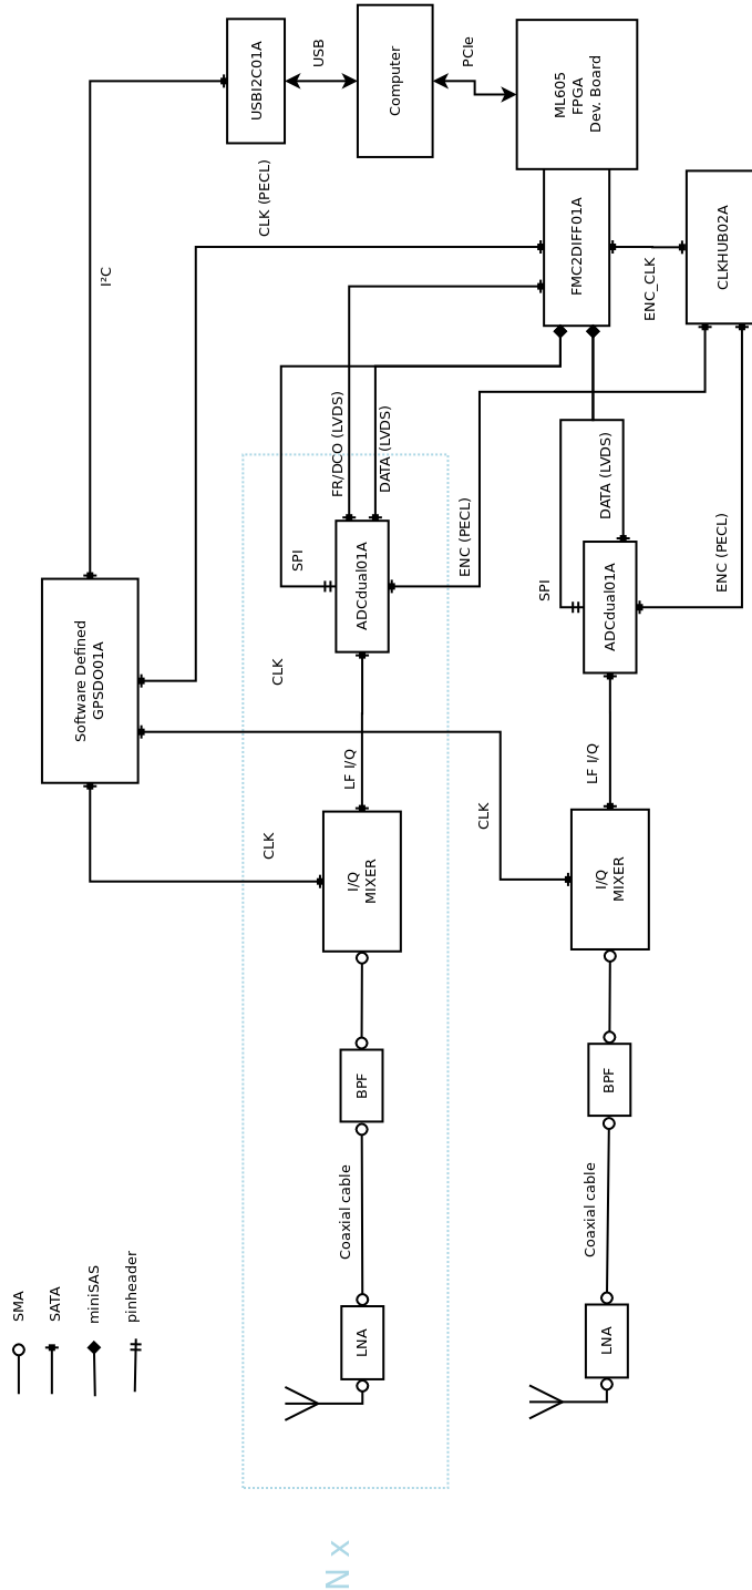 SMA
SATA
miniSAS
pinheader
N x
I²C
Software Defined
GPSDO01A
USBI2C01A
USB
Computer
PCIe
ML605
FPGA
Dev. Board
CLK (PECL)
FMC2DIFF01A
ENC_CLK
CLKHUB02A
LNA
Coaxial cable
BPF
I/Q
MIXER
CLK
LF I/Q
CLK
ADCdual01A
SPI
FR/DCO (LVDS)
DATA (LVDS)
ENC (PECL)
LNA
Coaxial cable
BPF
I/Q
MIXER
CLK
LF I/Q
ADCdual01A
SPI
DATA (LVDS)
ENC (PECL)